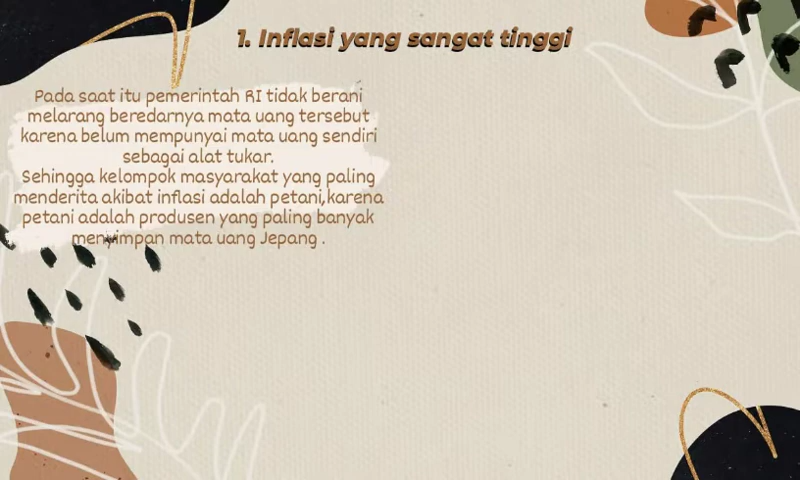 1. Inflasi yang sangat tinggi
Pada saat itu pemerintah RI tidak berani
melarang beredarnya mata uang tersebut
karena belum mempunyai mata uang sendiri
sebagai alat tukar.
Sehingga kelompok masyarakat yang paling
menderita akibat inflasi adalah petani,karena
petani adalah produsen yang paling banyak
menyimpan mata uang Jepang .